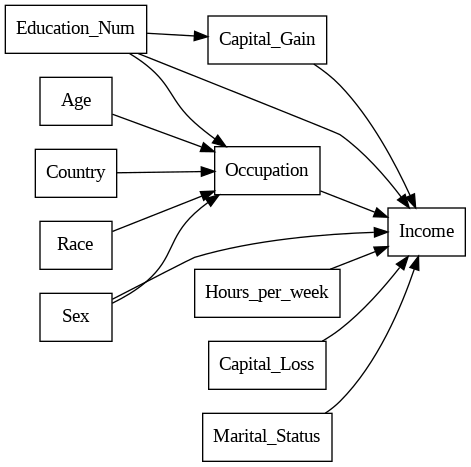 Education_Num
Capital_Gain
Age
Country
Occupation
Race
Income
Sex
Hours_per_week
Capital_Loss
Marital_Status